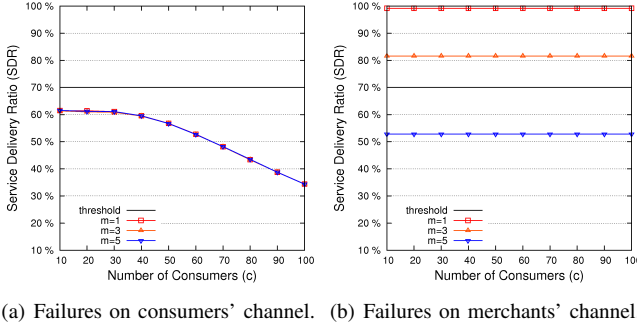 100 %
90 %
80 %
70 %
60 %
50 %
40 %
30 %
20 %
10 %
Service Delivery Ratio (SDR)
threshold
m=1
m=3
m=5
10 20 30 40 50 60 70 80 90 100
Number of Consumers (c)
(a) Failures on consumers' channel.
100 %
90 %
80 %
70 %
60 %
50 %
40 %
30 %
20 %
10 %
Service Delivery Ratio (SDR)
threshold
m=1
m=3
m=5
10 20 30 40 50 60 70 80 90 100
Number of Consumers (c)
(b) Failures on merchants' channel